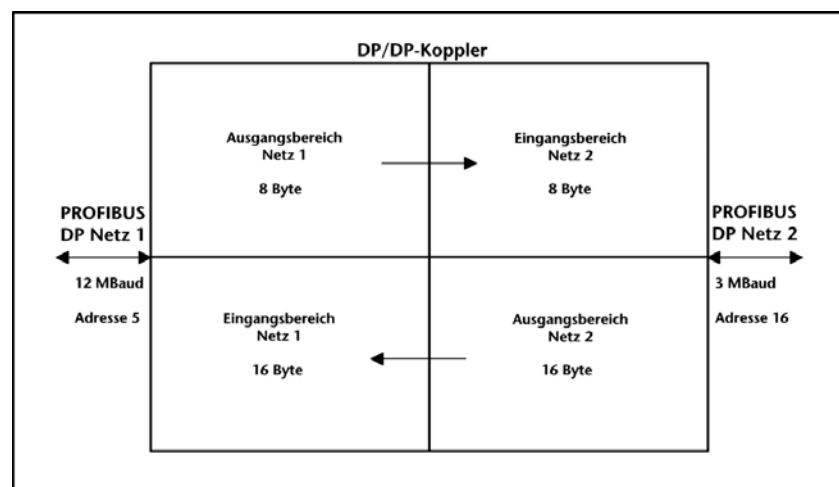 DP/DP-Koppler
Ausgangsbereich
Netz 1
8 Byte
Eingangsbereich
Netz 2
8 Byte
PROFIBUS
DP Netz 1
12 MBaud
Adresse 5
PROFIBUS
DP Netz 2
3 MBaud
Adresse 16
Eingangsbereich
Netz 1
16 Byte
Ausgangsbereich
Netz 2
16 Byte